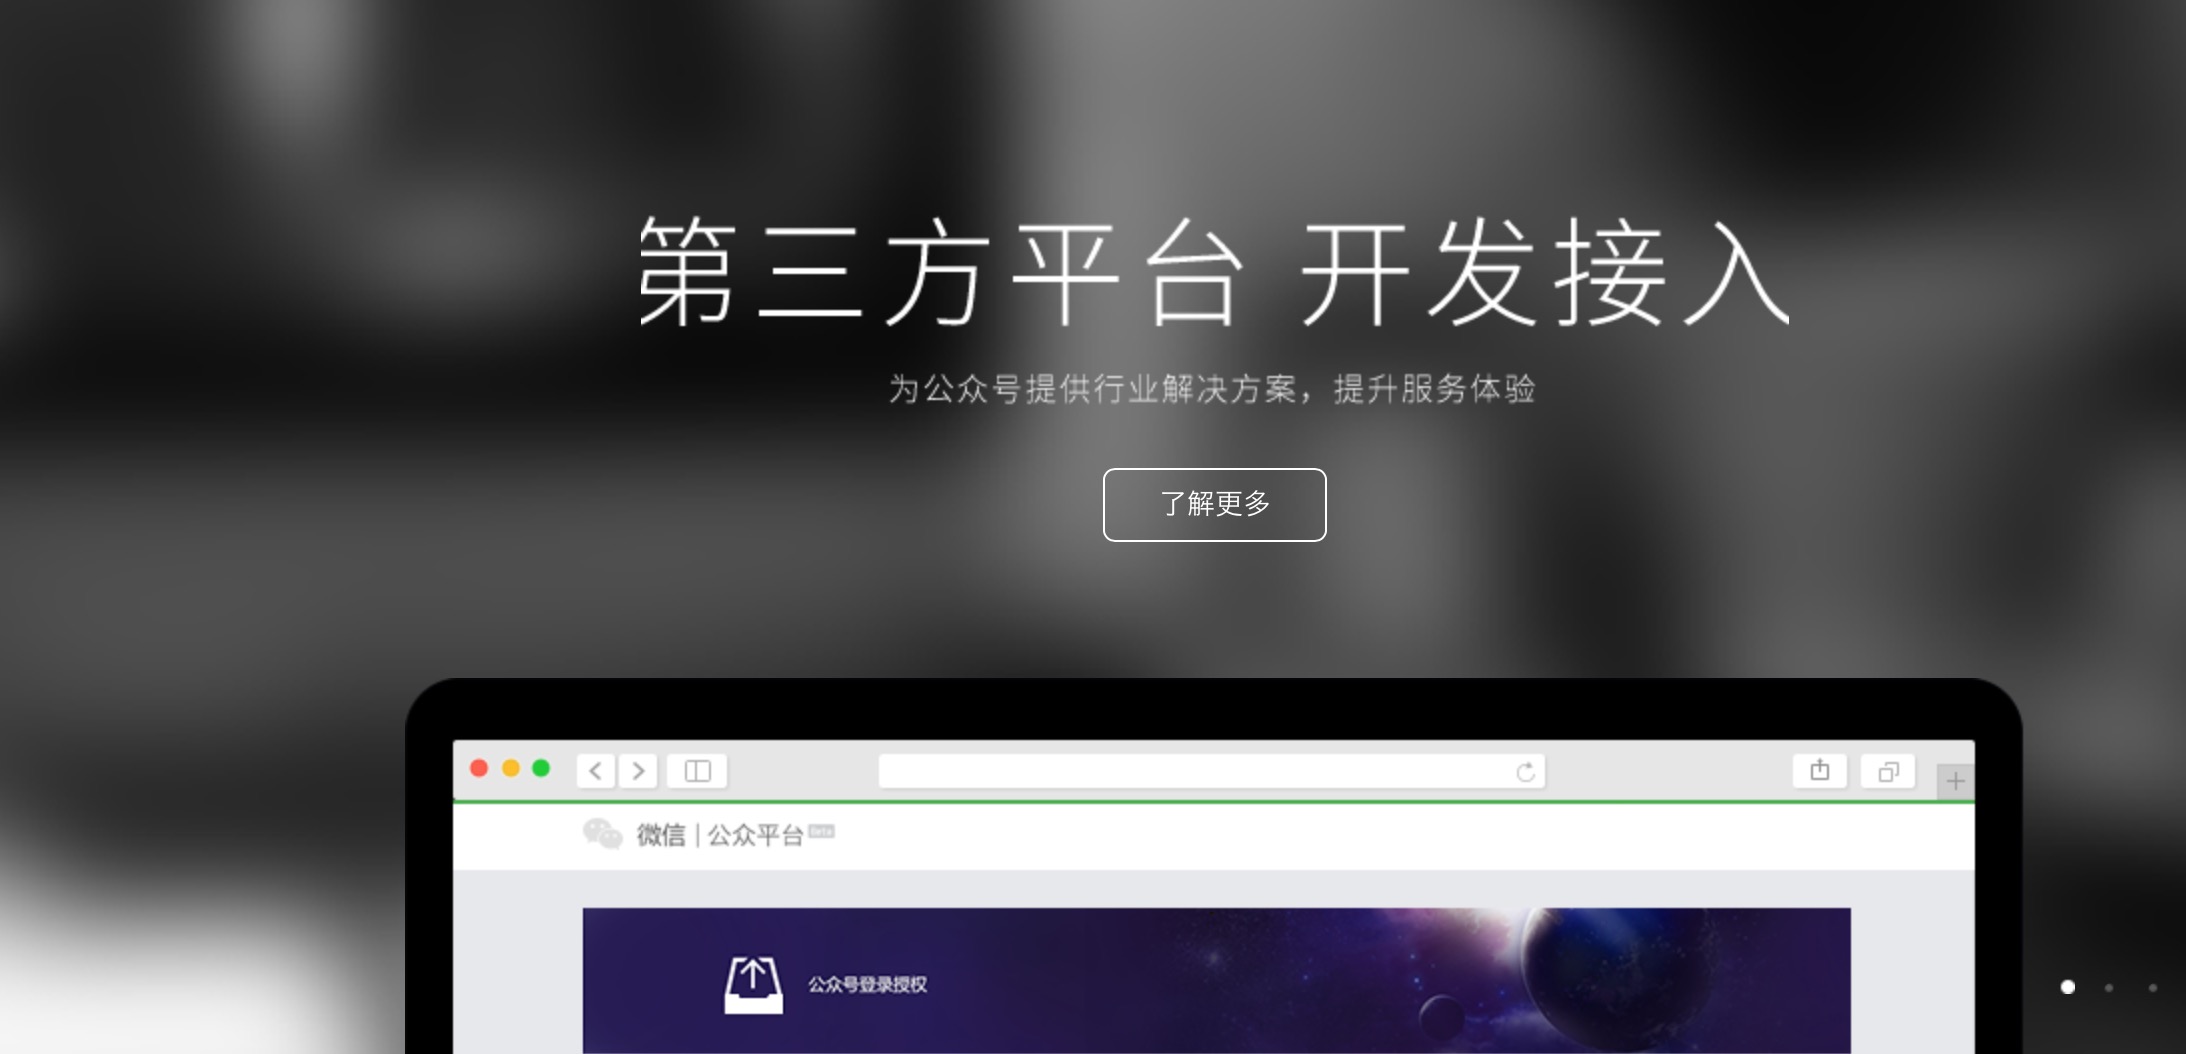 第三方平台 开发接入
为公众号提供行业解决方案，提升服务体验
了解更多
微信 | 公众平台 Beta
公众号登录授权